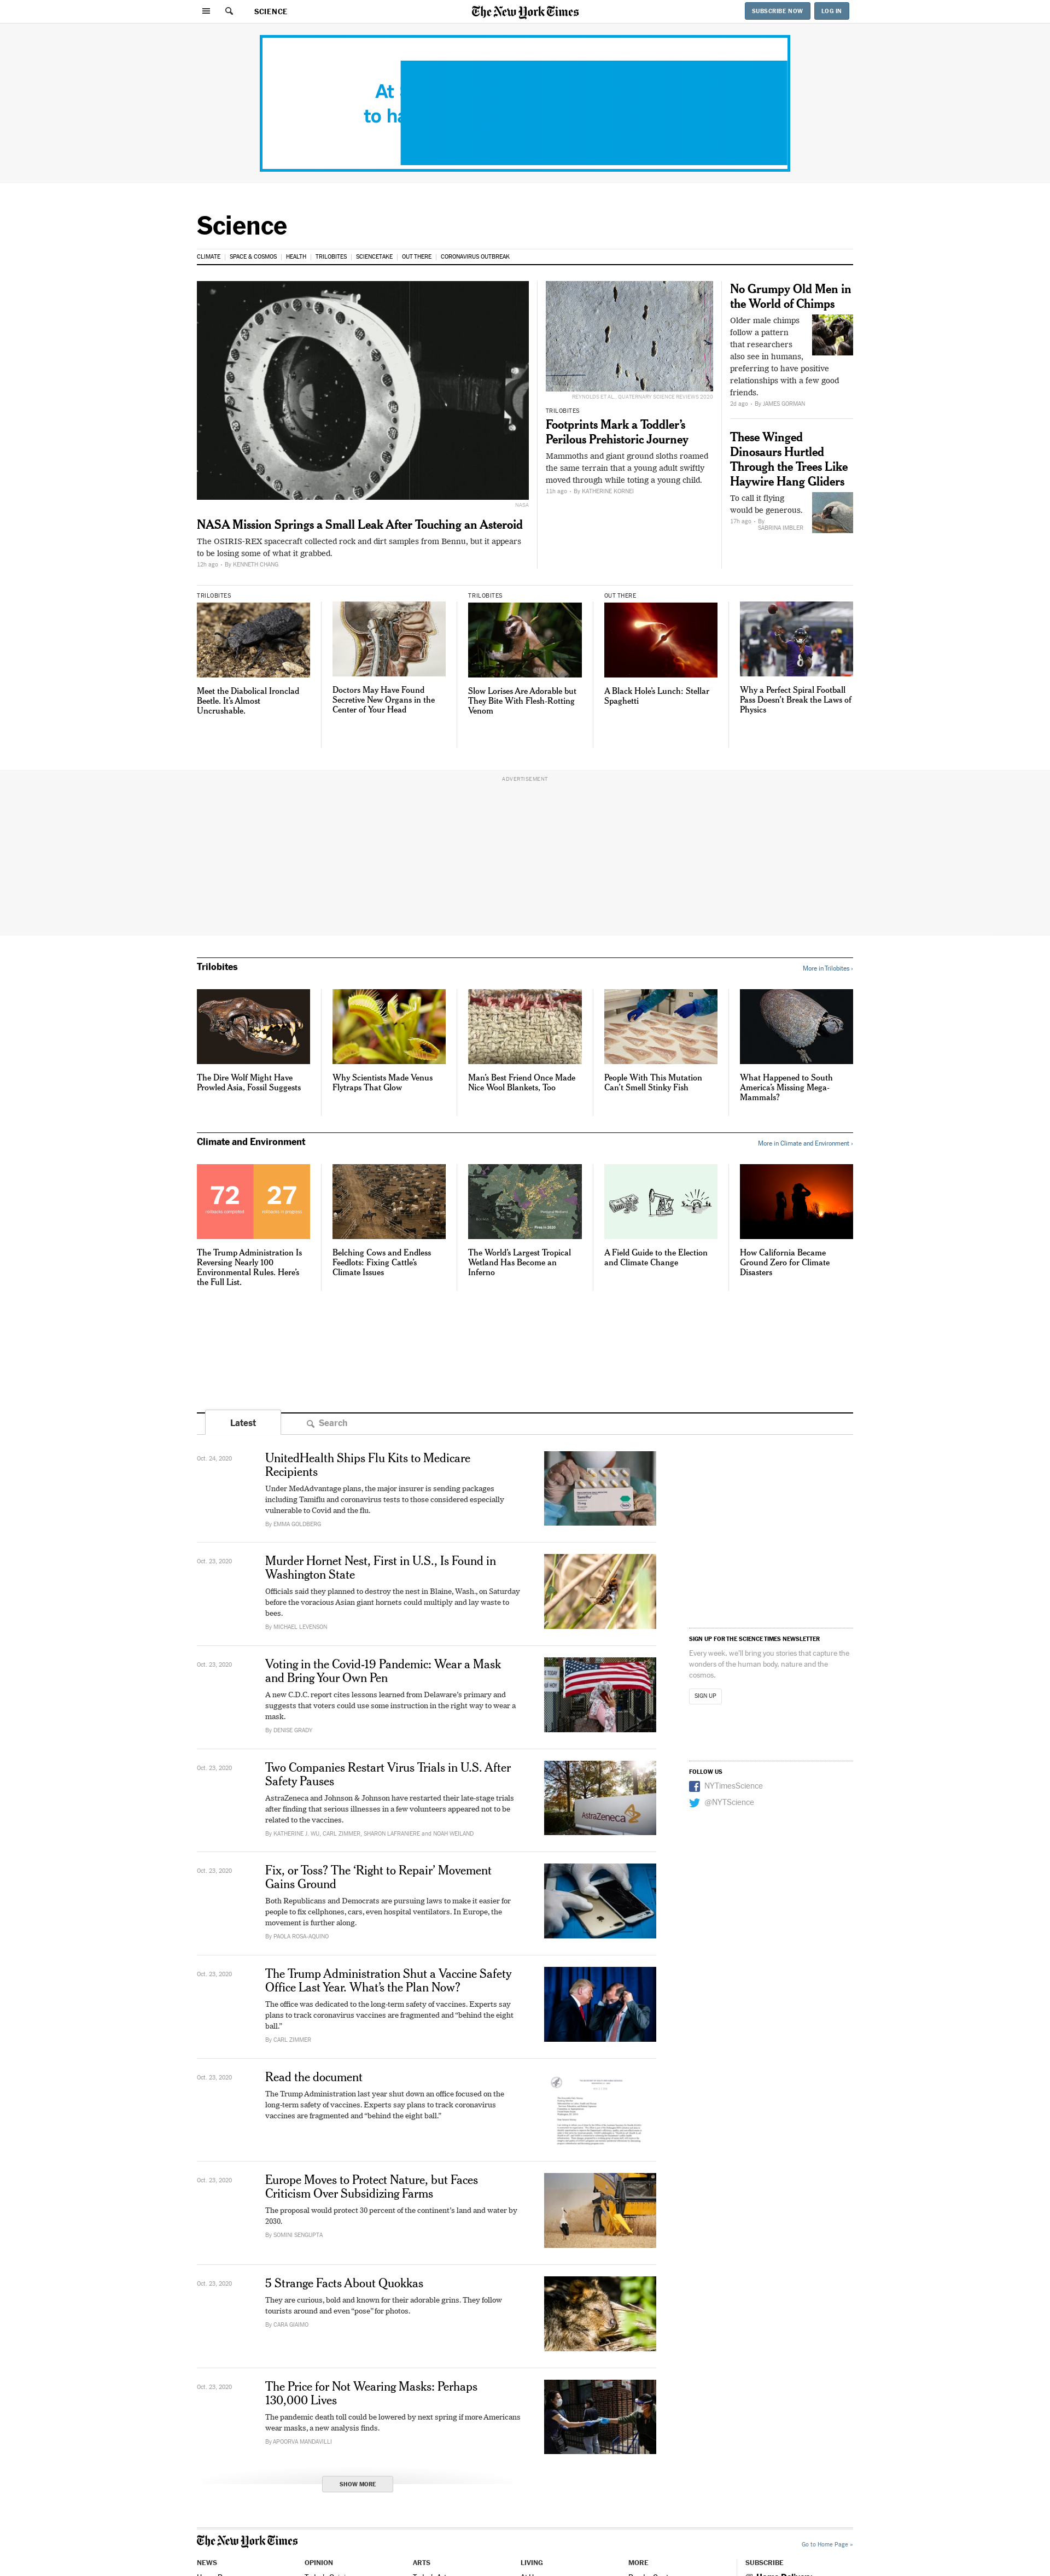 SCIENCE
The New York Times
SUBSCRIBE NOW
LOG IN
At
to ha
Science
CLIMATE
SPACE & COSMOS
HEALTH
TRILOBITES
SCIENCETAKE
OUT THERE
CORONAVIRUS OUTBREAK
NASA
NASA Mission Springs a Small Leak After Touching an Asteroid
The OSIRIS-REX spacecraft collected rock and dirt samples from Bennu, but it appears
to be losing some of what it grabbed.
12h ago · By KENNETH CHANG
REYNOLDS ET AL., QUATERNARY SCIENCE REVIEWS 2020
TRILOBITES
Footprints Mark a Toddler's
Perilous Prehistoric Journey
Mammoths and giant ground sloths roamed
the same terrain that a young adult swiftly
moved through while toting a young child.
11h ago · By KATHERINE KORNEI
No Grumpy Old Men in
the World of Chimps
Older male chimps
follow a pattern
that researchers
also see in humans,
preferring to have positive
relationships with a few good
friends.
2d ago · By JAMES GORMAN
These Winged
Dinosaurs Hurtled
Through the Trees Like
Haywire Hang Gliders
To call it flying
would be generous.
17h ago · By
SABRINA IMBLER
TRILOBITES
Meet the Diabolical Ironclad
Beetle. It's Almost
Uncrushable.
Doctors May Have Found
Secretive New Organs in the
Center of Your Head
TRILOBITES
Slow Lorises Are Adorable but
They Bite With Flesh-Rotting
Venom
OUT THERE
A Black Hole's Lunch: Stellar
Spaghetti
Why a Perfect Spiral Football
Pass Doesn't Break the Laws of
Physics
ADVERTISEMENT
Trilobites
More in Trilobites ›
The Dire Wolf Might Have
Prowled Asia, Fossil Suggests
Why Scientists Made Venus
Flytraps That Glow
Man's Best Friend Once Made
Nice Wool Blankets, Too
People With This Mutation
Can't Smell Stinky Fish
What Happened to South
America's Missing Mega-
Mammals?
Climate and Environment
More in Climate and Environment ›
72
rollbacks completed
27
rollbacks in progress
The Trump Administration Is
Reversing Nearly 100
Environmental Rules. Here's
the Full List.
Belching Cows and Endless
Feedlots: Fixing Cattle's
Climate Issues
The World's Largest Tropical
Wetland Has Become an
Inferno
A Field Guide to the Election
and Climate Change
How California Became
Ground Zero for Climate
Disasters
Latest
Search
Oct. 24, 2020
UnitedHealth Ships Flu Kits to Medicare
Recipients
Under MedAdvantage plans, the major insurer is sending packages
including Tamiflu and coronavirus tests to those considered especially
vulnerable to Covid and the flu.
By EMMA GOLDBERG
Oct. 23, 2020
Murder Hornet Nest, First in U.S., Is Found in
Washington State
Officials said they planned to destroy the nest in Blaine, Wash., on Saturday
before the voracious Asian giant hornets could multiply and lay waste to
bees.
By MICHAEL LEVENSON
Oct. 23, 2020
Voting in the Covid-19 Pandemic: Wear a Mask
and Bring Your Own Pen
A new C.D.C. report cites lessons learned from Delaware's primary and
suggests that voters could use some instruction in the right way to wear a
mask.
By DENISE GRADY
Oct. 23, 2020
Two Companies Restart Virus Trials in U.S. After
Safety Pauses
AstraZeneca and Johnson & Johnson have restarted their late-stage trials
after finding that serious illnesses in a few volunteers appeared not to be
related to the vaccines.
By KATHERINE J. WU, CARL ZIMMER, SHARON LAFRANIERE and NOAH WEILAND
AstraZeneca
Oct. 23, 2020
Fix, or Toss? The 'Right to Repair' Movement
Gains Ground
Both Republicans and Democrats are pursuing laws to make it easier for
people to fix cellphones, cars, even hospital ventilators. In Europe, the
movement is further along.
By PAOLA ROSA-AQUINO
Oct. 23, 2020
The Trump Administration Shut a Vaccine Safety
Office Last Year. What's the Plan Now?
The office was dedicated to the long-term safety of vaccines. Experts say
plans to track coronavirus vaccines are fragmented and "behind the eight
ball."
By CARL ZIMMER
Oct. 23, 2020
Read the document
The Trump Administration last year shut down an office focused on the
long-term safety of vaccines. Experts say plans to track coronavirus
vaccines are fragmented and "behind the eight ball."
Oct. 23, 2020
Europe Moves to Protect Nature, but Faces
Criticism Over Subsidizing Farms
The proposal would protect 30 percent of the continent's land and water by
2030.
By SOMINI SENGUPTA
Oct. 23, 2020
5 Strange Facts About Quokkas
They are curious, bold and known for their adorable grins. They follow
tourists around and even "pose" for photos.
By CARA GIAIMO
Oct. 23, 2020
The Price for Not Wearing Masks: Perhaps
130,000 Lives
The pandemic death toll could be lowered by next spring if more Americans
wear masks, a new analysis finds.
By APOORVA MANDAVILLI
SHOW MORE
SIGN UP FOR THE SCIENCE TIMES NEWSLETTER
Every week, we'll bring you stories that capture the
wonders of the human body, nature and the
cosmos.
SIGN UP
FOLLOW US
NYTimesScience
@NYTScience
The New York Times
Go to Home Page »
NEWS
OPINION
ARTS
LIVING
MORE
SUBSCRIBE